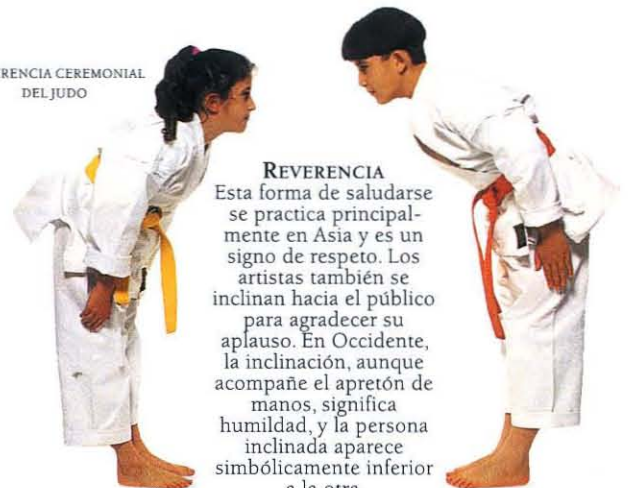 RENCIA CEREMONIAL
DEL JUDO
REVERENCIA
Esta forma de saludarse
se practica principal-
mente en Asia y es un
signo de respeto. Los
artistas también se
inclinan hacia el público
para agradecer su
aplauso. En Occidente,
la inclinación, aunque
acompañe el apretón de
manos, significa
humildad, y la persona
inclinada aparece
simbólicamente inferior
a la otra